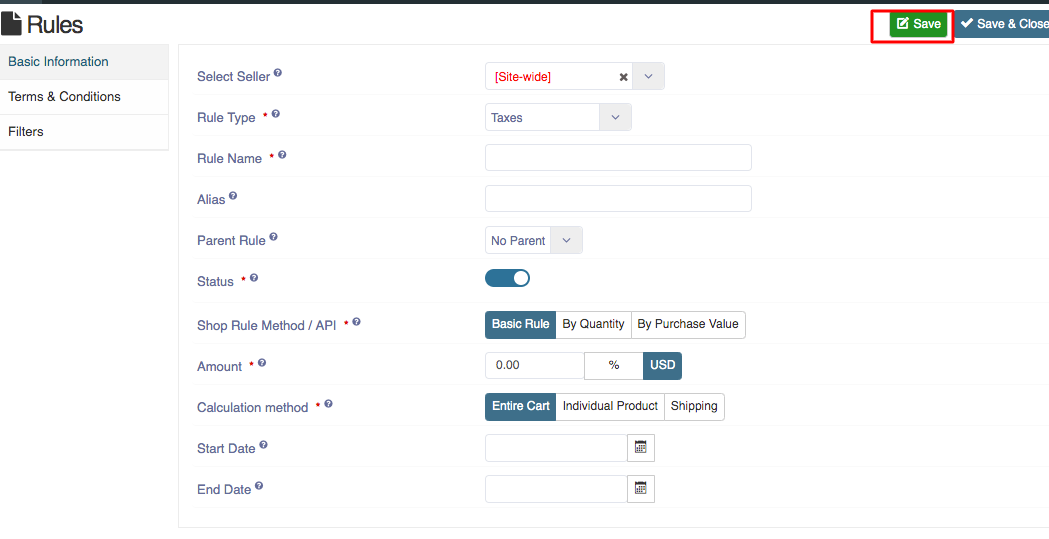 Rules
Save
Save & Close
Basic Information
Terms & Conditions
Filters
Select Seller
[Site-wide]
Rule Type *
Taxes
Rule Name *
Alias
Parent Rule
No Parent
Status *
Shop Rule Method / API *
Basic Rule By Quantity By Purchase Value
Amount *
0.00 % USD
Calculation method *
Entire Cart Individual Product Shipping
Start Date
End Date